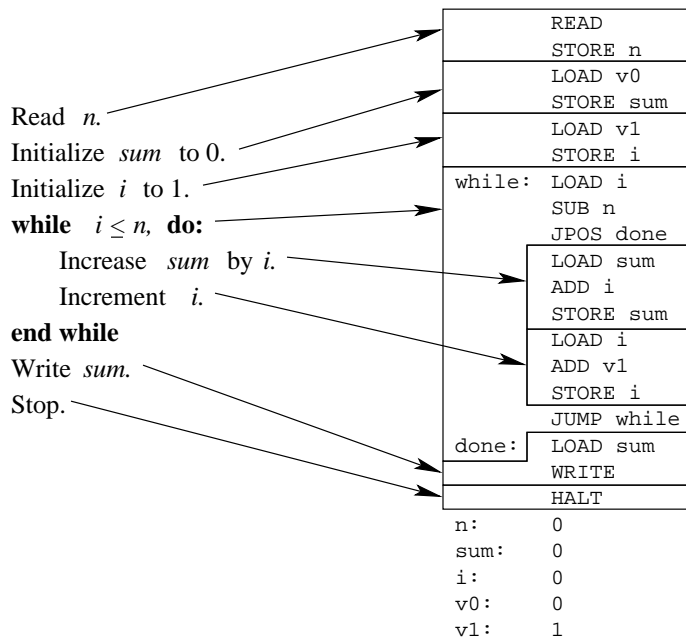 Read n.
Initialize sum to 0.
Initialize i to 1.
while i ≤ n, do:
Increase sum by i.
Increment i.
end while
Write sum.
Stop.
READ
STORE n
LOAD v0
STORE sum
LOAD v1
STORE i
while: LOAD i
SUB n
JPOS done
LOAD sum
ADD i
STORE sum
LOAD i
ADD v1
STORE i
JUMP while
done: LOAD sum
WRITE
HALT
n: 0
sum: 0
i: 0
v0: 0
v1: 1